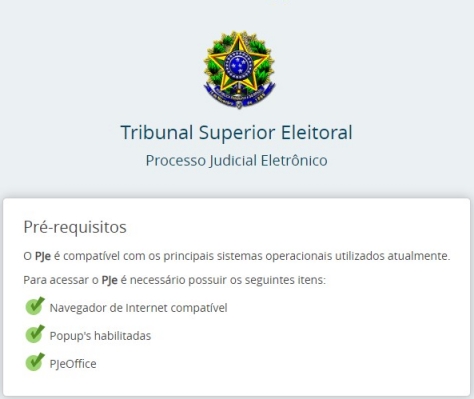 Tribunal Superior Eleitoral
Processo Judicial Eletrônico
Pré-requisitos
O PJe é compatível com os principais sistemas operacionais utilizados atualmente.
Para acessar o PJe é necessário possuir os seguintes itens:
Navegador de Internet compatível
Popup's habilitadas
PJeOffice